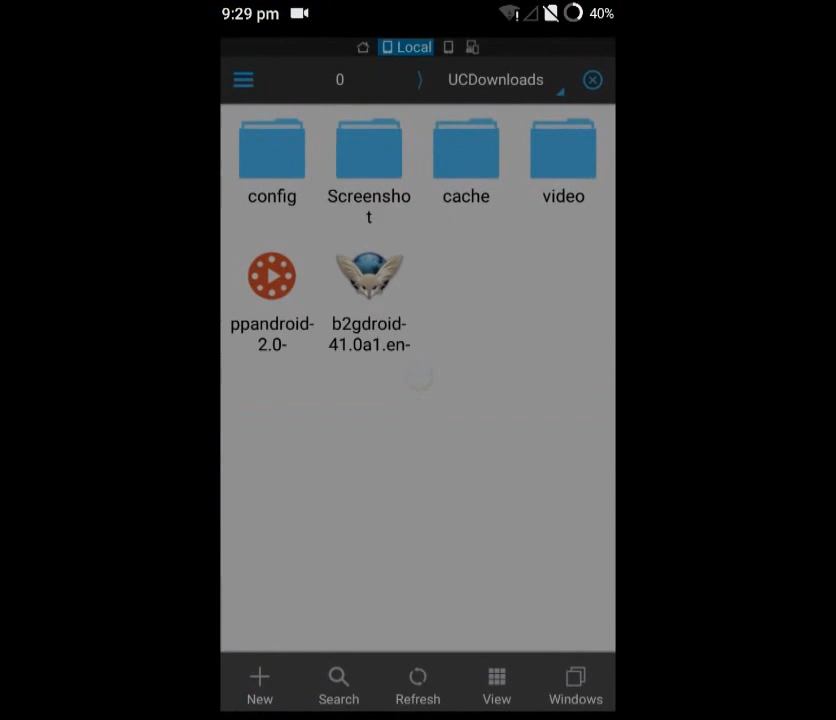 9:29 pm
40%
Local
0
UCDownloads
config
Screensho
t
cache
video
ppandroid-
2.0-
b2gdroid-
41.0a1.en-
New
Search
Refresh
View
Windows